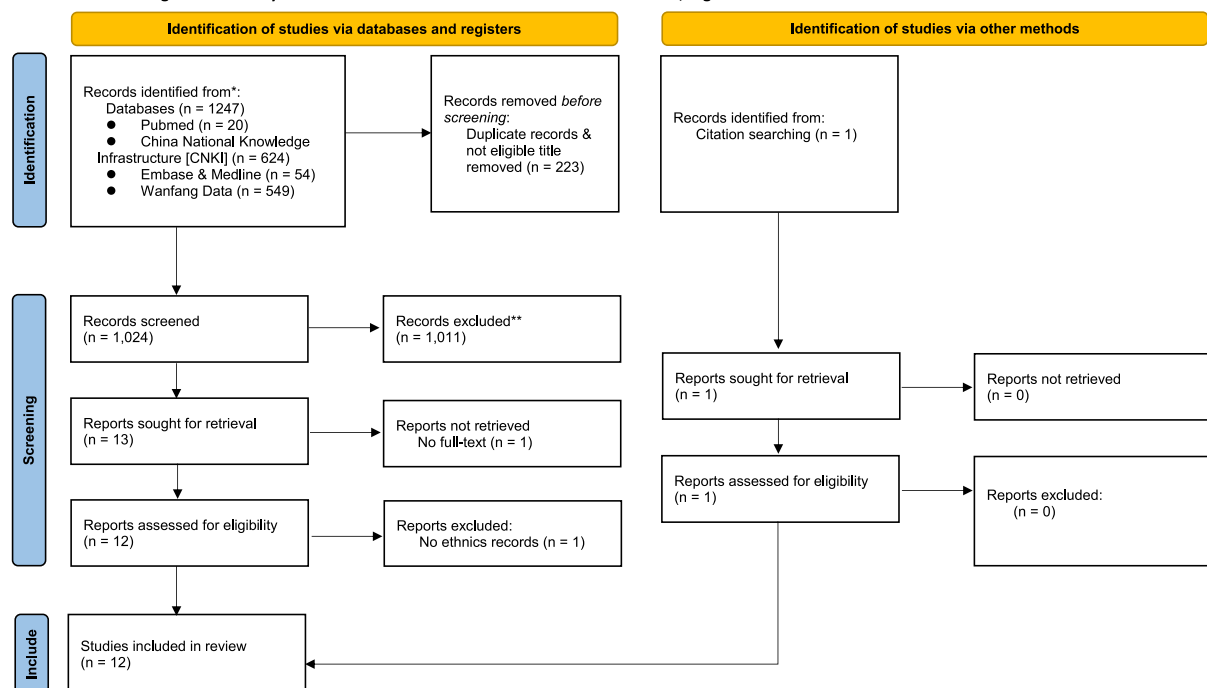 Identification of studies via databases and registers
Identification of studies via other methods
Identification
Records identified from*:
Databases (n = 1247)
● Pubmed (n = 20)
● China National Knowledge
Infrastructure [CNKI] (n = 624)
● Embase & Medline (n = 54)
● Wanfang Data (n = 549)
Records removed before
screening:
Duplicate records &
not eligible title
removed (n = 223)
Records identified from:
Citation searching (n = 1)
Screening
Records screened
(n = 1,024)
Records excluded**
(n = 1,011)
Reports sought for retrieval
(n = 13)
Reports not retrieved
No full-text (n = 1)
Reports sought for retrieval
(n = 1)
Reports not retrieved
(n = 0)
Reports assessed for eligibility
(n = 12)
Reports excluded:
No ethnics records (n = 1)
Reports assessed for eligibility
(n = 1)
Reports excluded:
(n = 0)
Include
Studies included in review
(n = 12)